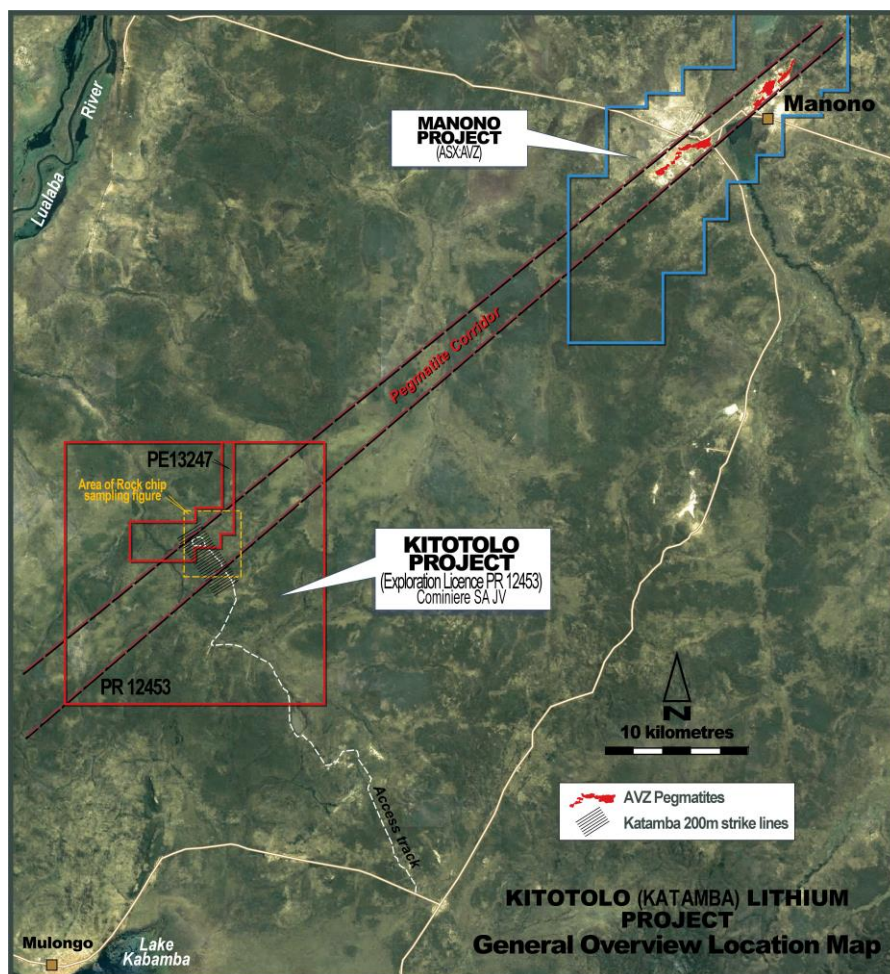 Lualaba
River
MANONO
PROJECT
(ASX:AVZ)
Manono
Pegmatite Corridor
PE13247
Area of Rock chip
sampling figure
KITOTOLO
PROJECT
(Exploration Licence PR 12453)
Cominiere SA JV
PR 12453
N
10 kilometres
AVZ Pegmatites
Katamba 200m strike lines
Access track
KITOTOLO (KATAMBA) LITHIUM
PROJECT
General Overview Location Map
Mulongo
Lake
Kabamba